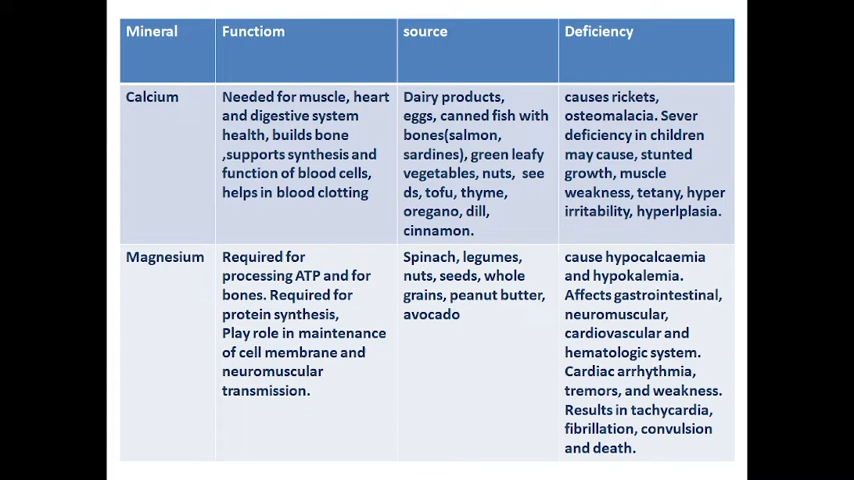 Mineral
Functiom
source
Deficiency
Calcium
Needed for muscle, heart
and digestive system
health, builds bone
,supports synthesis and
function of blood cells,
helps in blood clotting
Dairy products,
eggs, canned fish with
bones(salmon,
sardines), green leafy
vegetables, nuts, see
ds, tofu, thyme,
oregano, dill,
cinnamon.
causes rickets,
osteomalacia. Sever
deficiency in children
may cause, stunted
growth, muscle
weakness, tetany, hyper
irritability, hyperlplasia.
Magnesium
Required for
processing ATP and for
bones. Required for
protein synthesis,
Play role in maintenance
of cell membrane and
neuromuscular
transmission.
Spinach, legumes,
nuts, seeds, whole
grains, peanut butter,
avocado
cause hypocalcaemia
and hypokalemia.
Affects gastrointestinal,
neuromuscular,
cardiovascular and
hematologic system.
Cardiac arrhythmia,
tremors, and weakness.
Results in tachycardia,
fibrillation, convulsion
and death.